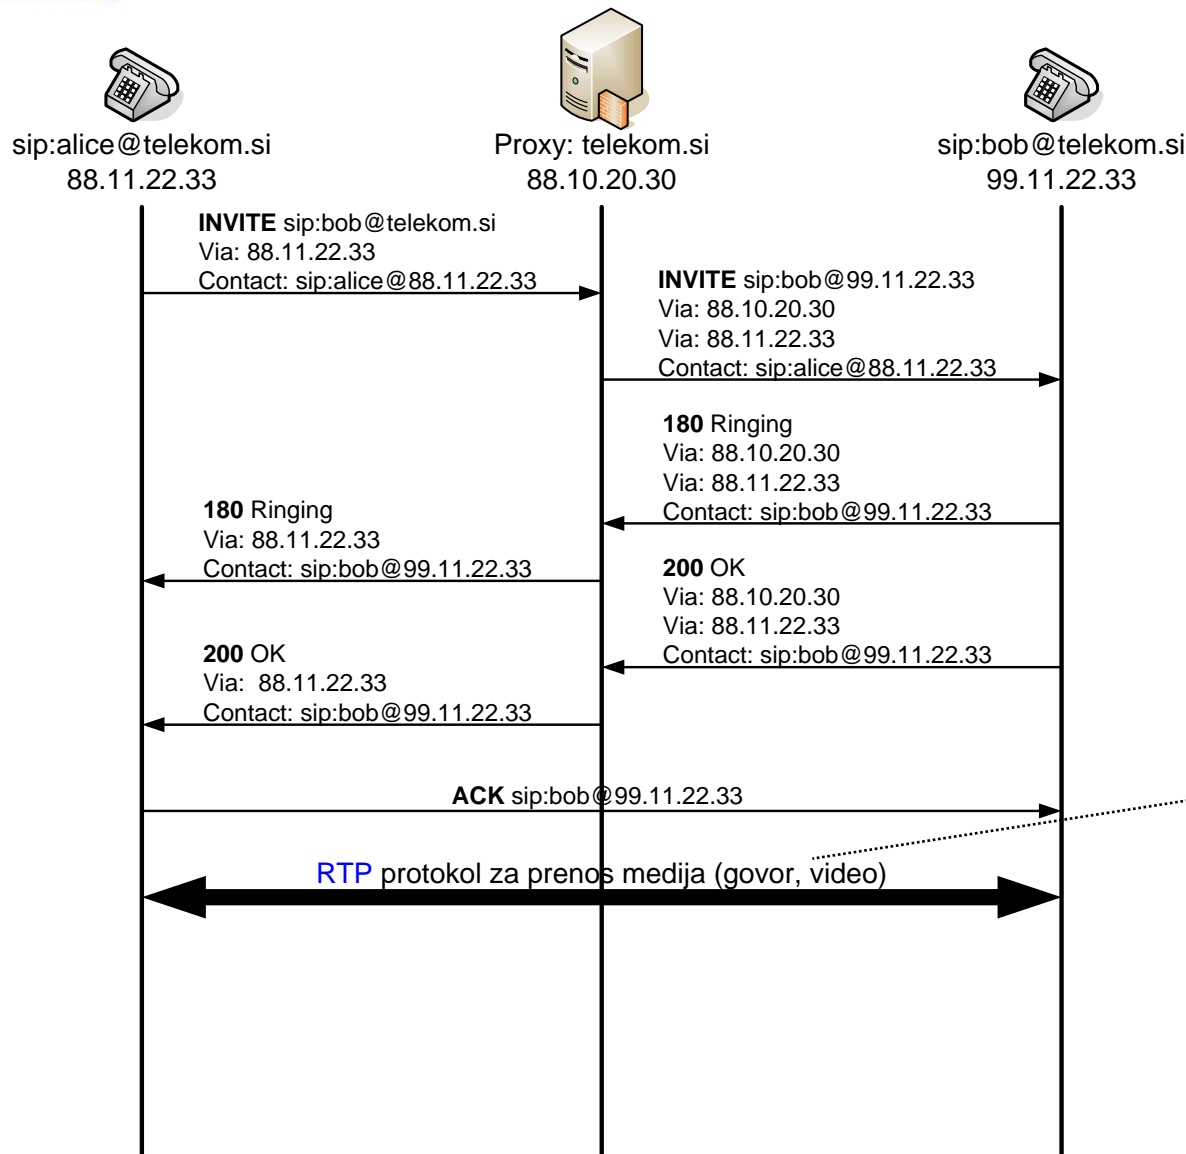 sip:alice@telekom.si
88.11.22.33
Proxy: telekom.si
88.10.20.30
sip:bob@telekom.si
99.11.22.33
INVITE sip:bob@telekom.si
Via: 88.11.22.33
Contact: sip:alice@88.11.22.33
INVITE sip:bob@99.11.22.33
Via: 88.10.20.30
Via: 88.11.22.33
Contact: sip:alice@88.11.22.33
180 Ringing
Via: 88.10.20.30
Via: 88.11.22.33
Contact: sip:bob@99.11.22.33
180 Ringing
Via: 88.11.22.33
Contact: sip:bob@99.11.22.33
200 OK
Via: 88.10.20.30
Via: 88.11.22.33
Contact: sip:bob@99.11.22.33
200 OK
Via:  88.11.22.33
Contact: sip:bob@99.11.22.33
ACK sip:bob@99.11.22.33
RTP protokol za prenos medija (govor, video)